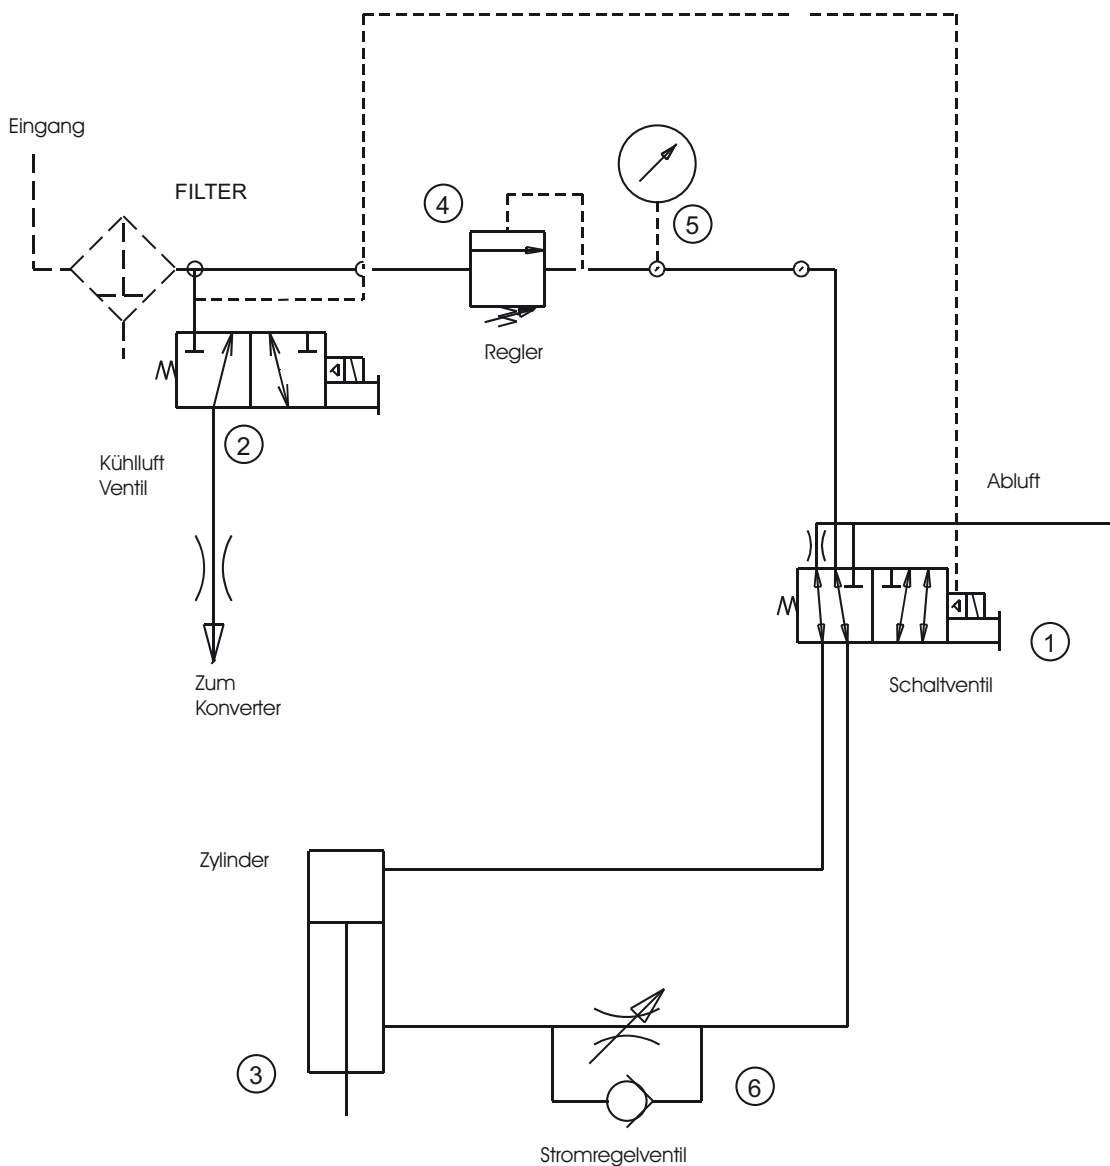 Eingang
FILTER
4
5
Regler
2
Kühlluft
Ventil
Abluft
1
Zum
Konverter
Schaltventil
Zylinder
3
6
Stromregelventil